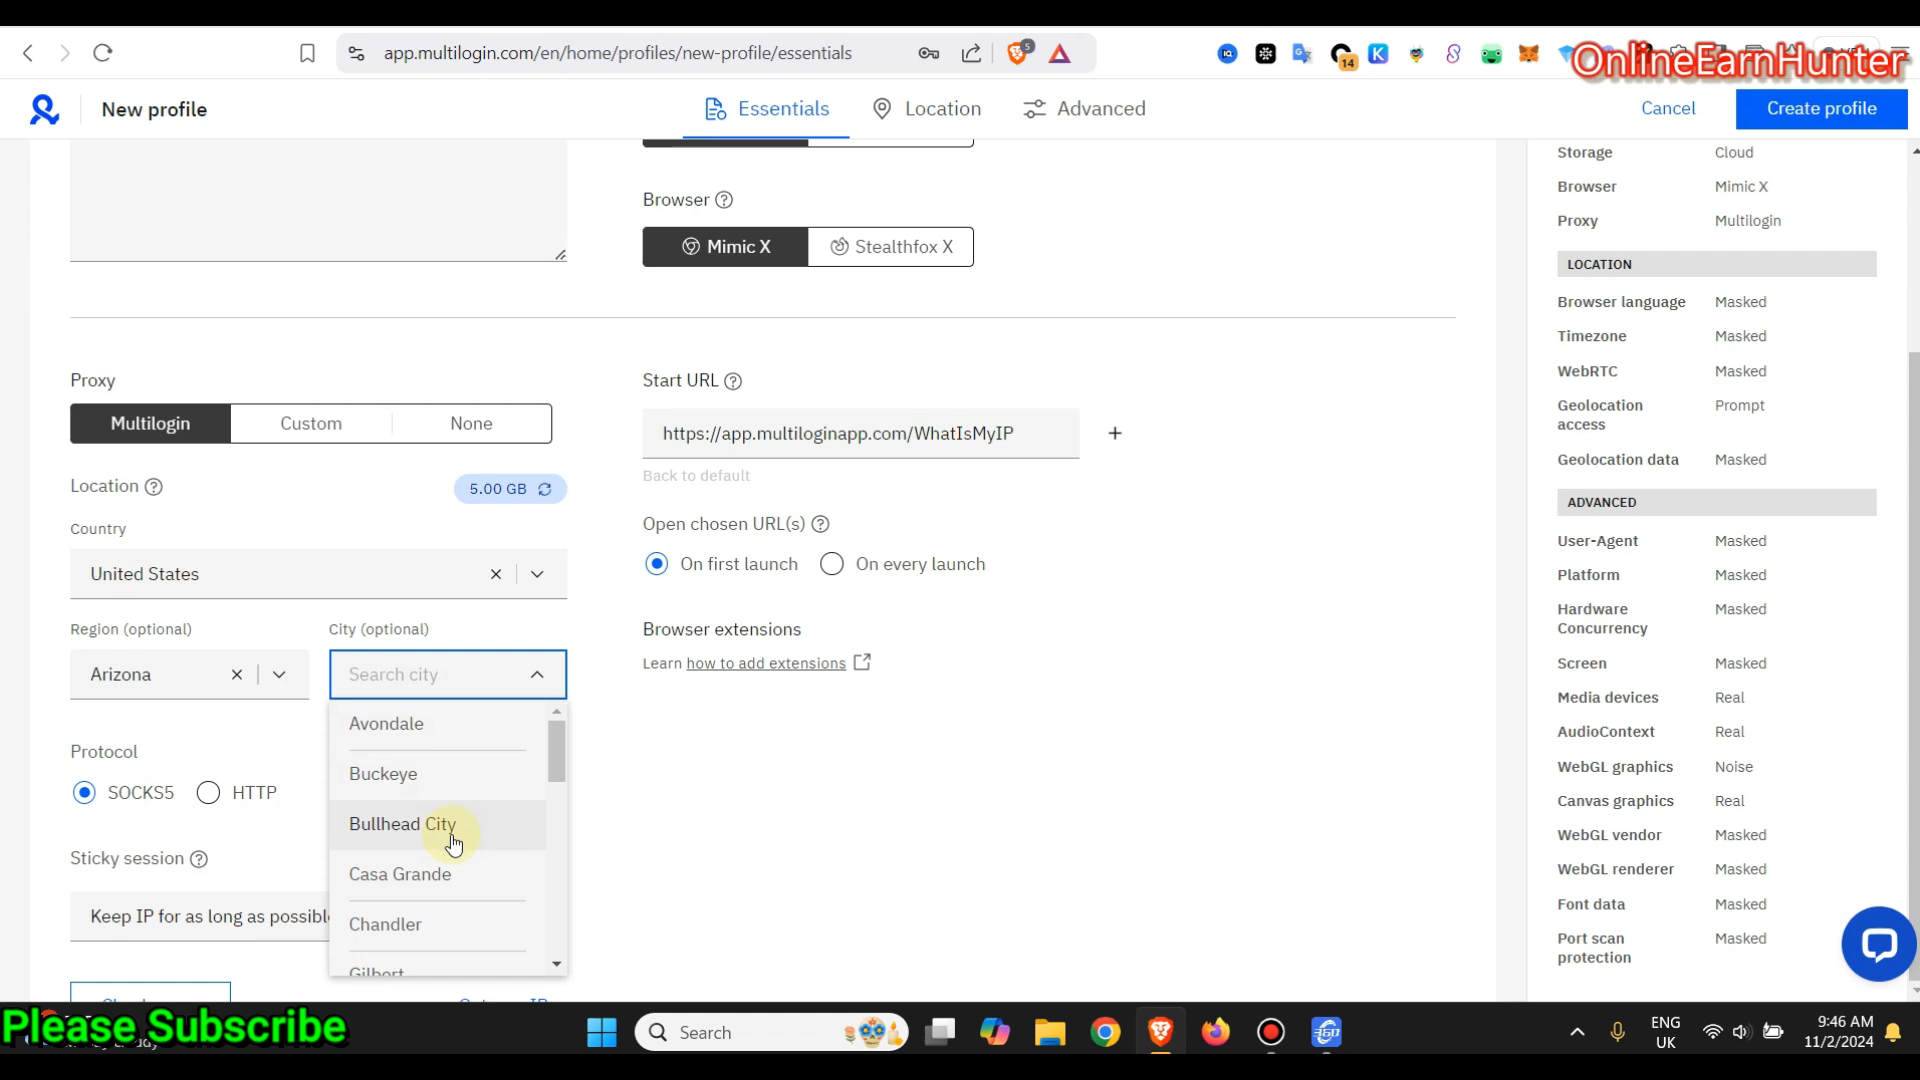 app.multilogin.com/en/home/profiles/new-profile/essentials
5
14
OnlineEarnHunter
New profile
Essentials
Location
Advanced
Cancel
Create profile
Storage Cloud
Browser Mimic X
Proxy Multilogin
LOCATION
Browser language Masked
Timezone Masked
WebRTC Masked
Geolocation access Prompt
Geolocation data Masked
ADVANCED
User-Agent Masked
Platform Masked
Hardware Concurrency Masked
Screen Masked
Media devices Real
AudioContext Real
WebGL graphics Noise
Canvas graphics Real
WebGL vendor Masked
WebGL renderer Masked
Font data Masked
Port scan protection Masked
Browser
Mimic X
Stealthfox X
Proxy
Multilogin
Custom
None
Location
5.00 GB
Country
United States
Region (optional)
City (optional)
Arizona
Search city
Avondale
Buckeye
Bullhead City
Casa Grande
Chandler
Gilbert
Protocol
SOCKS5
HTTP
Sticky session
Keep IP for as long as possible
Start URL
https://app.multiloginapp.com/WhatIsMyIP
Back to default
Open chosen URL(s)
On first launch
On every launch
Browser extensions
Learn how to add extensions
Please Subscribe
Search
ENG
UK
9:46 AM
11/2/2024